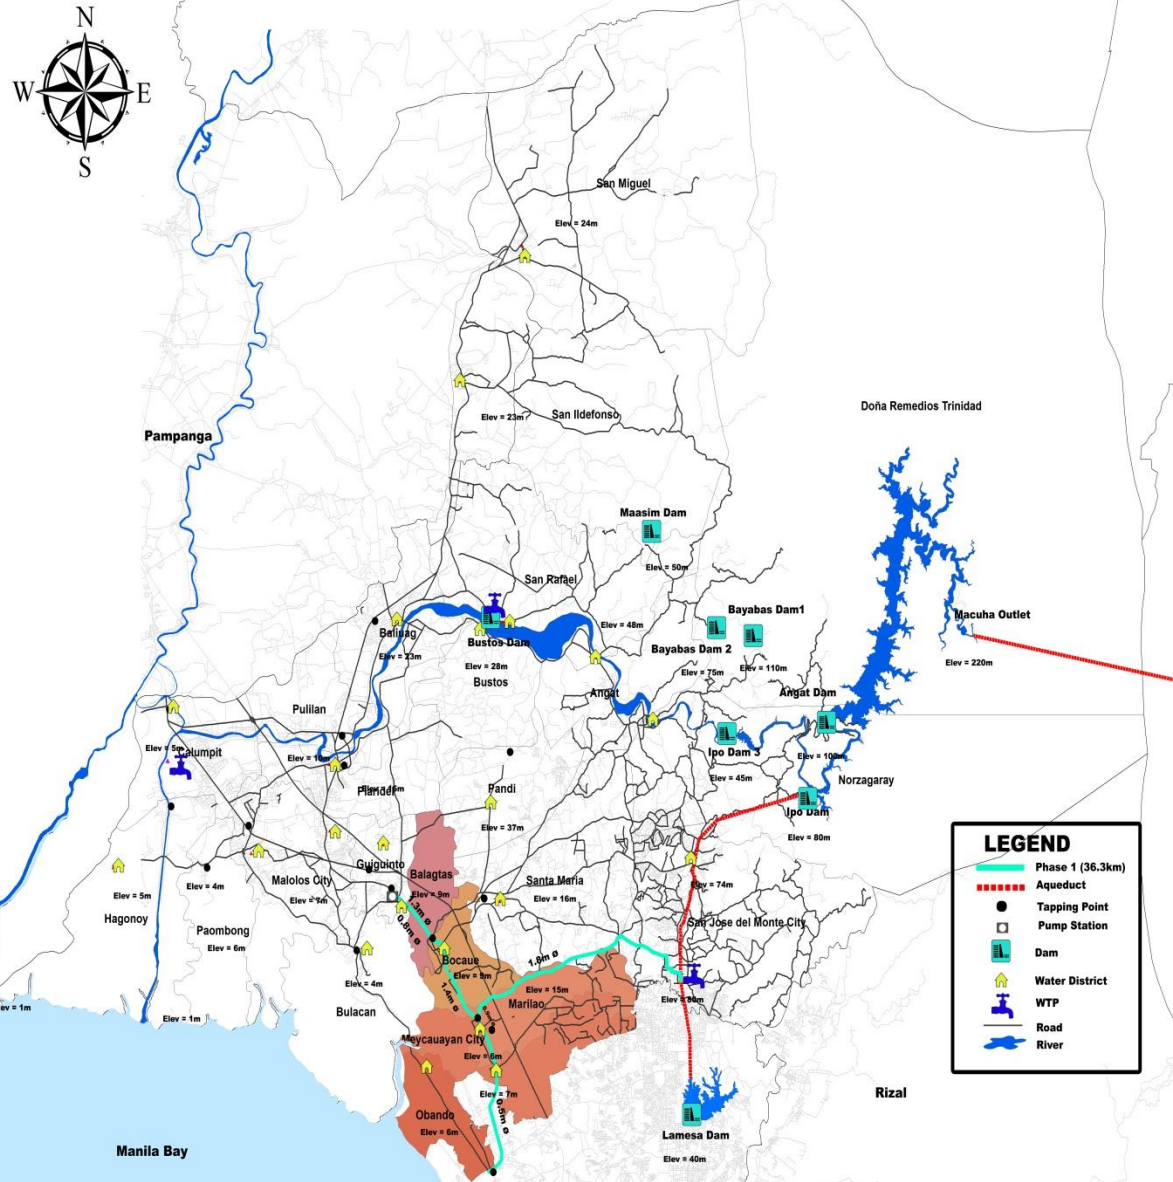 N
W E
S
San Miguel
Elev = 24m
Doña Remedios Trinidad
Elev = 23m
San Ildefonso
Pampanga
Maasim Dam
Elev = 50m
San Rafael
Bayabas Dam1
Macuha Outlet
Elev = 48m
Baliuag
Bustos Dam
Bayabas Dam 2
Elev = 23m
Elev = 28m
Elev = 110m
Elev = 220m
Elev = 75m
Bustos
Angat
Angat Dam
Pulilan
Elev = 5m
Calumpit
Elev = 10m
Ipo Dam 3
Elev = 100m
Elev = 45m
Norzagaray
Plaridel
Pandi
Ipo Dam
Elev = 37m
Elev = 80m
LEGEND
Phase 1 (36.3km)
Aqueduct
Tapping Point
Pump Station
Dam
Water District
WTP
Road
River
Guiguinto
Balagtas
Malolos City
Santa Maria
Elev = 4m
Elev = 74m
Elev = 5m
Elev = 7m
Elev = 9m
Elev = 16m
Hagonoy
Paombong
0.8m ø
San Jose del Monte City
Elev = 6m
Bocaue
1.8m ø
Elev = 9m
Elev = 4m
1.4m ø
Elev = 15m
Elev = 80m
Marilao
Bulacan
Elev = 1m
Meycauayan City
Elev = 6m
Elev = 7m
Rizal
0.5m ø
Obando
Elev = 6m
Lamesa Dam
Manila Bay
Elev = 40m